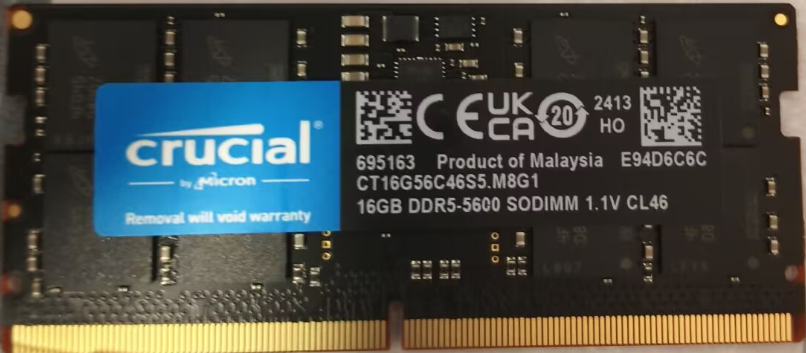 crucial®
by Micron
Removal will void warranty
CE UK CA 20 2413 HO
695163 Product of Malaysia E94D6C6C
CT16G56C46S5.M8G1
16GB DDR5-5600 SODIMM 1.1V CL46